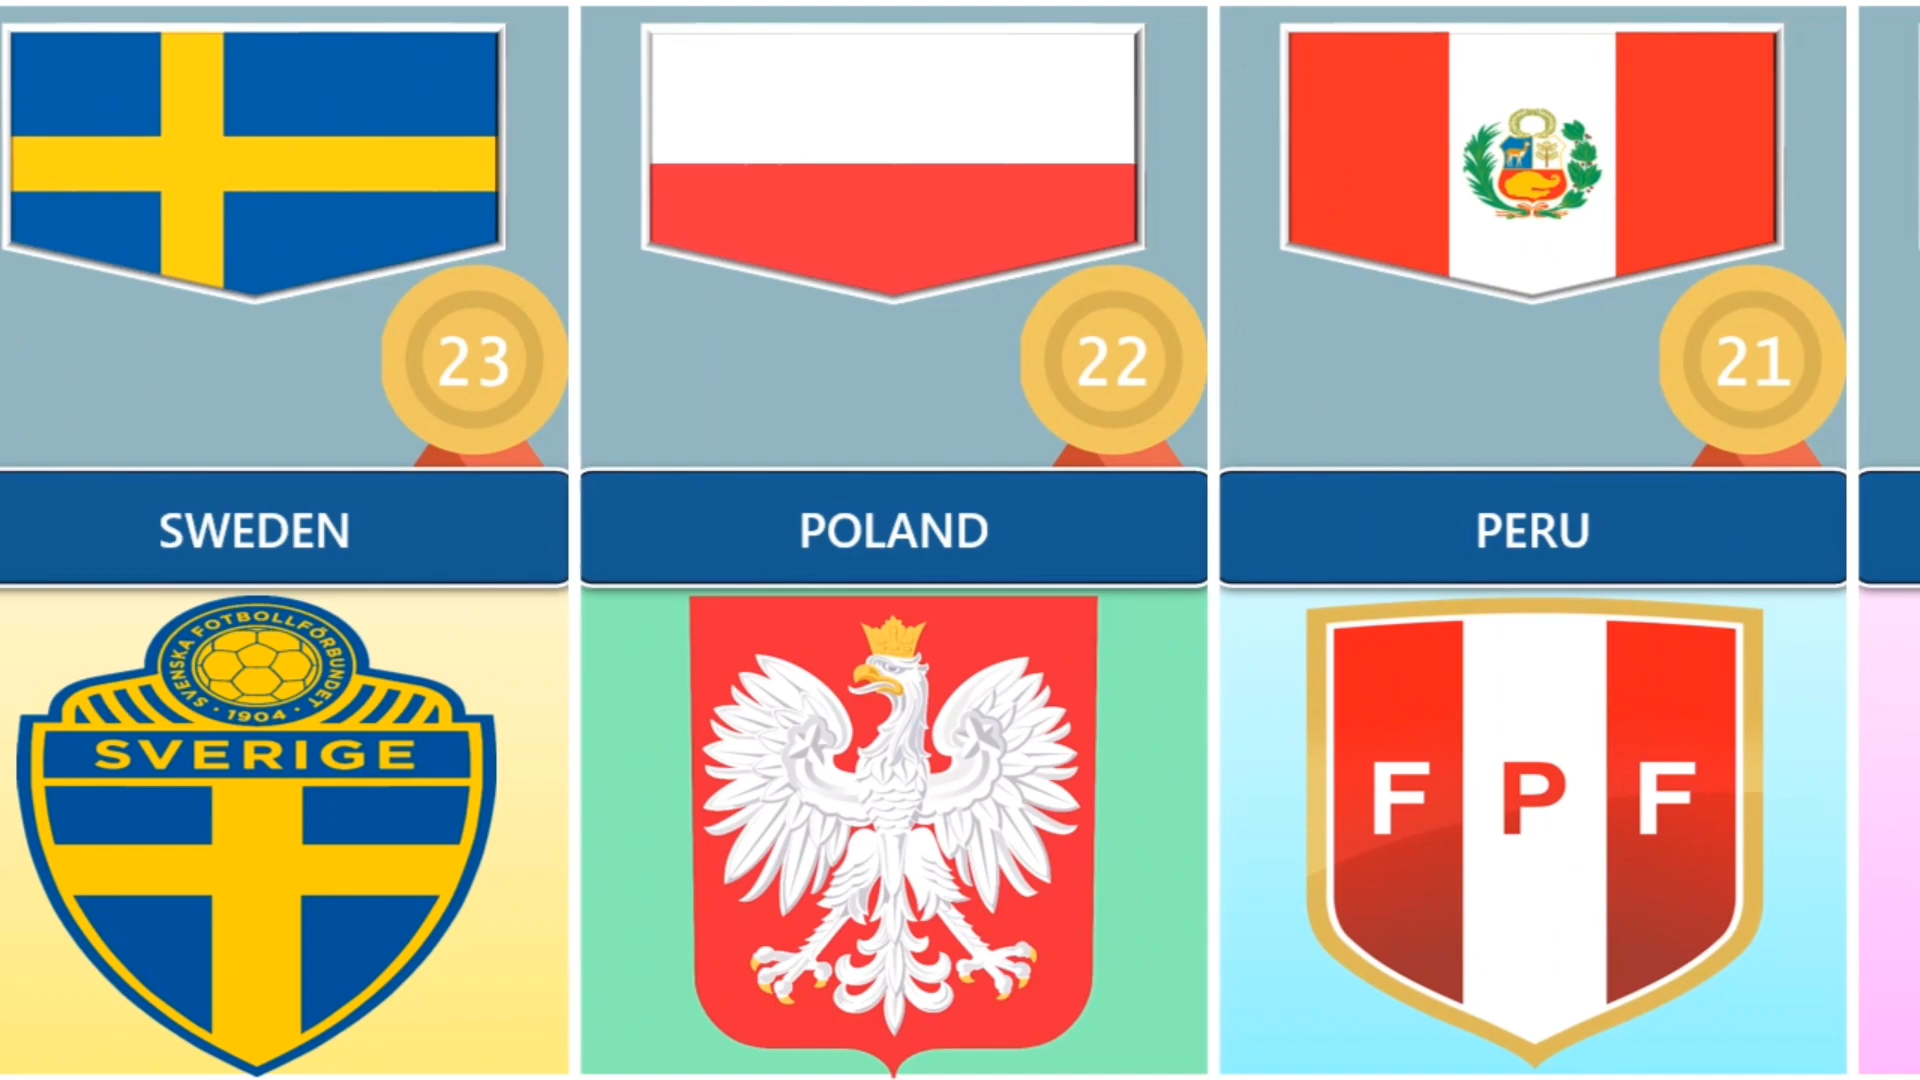 23
22
21
SWEDEN
POLAND
PERU
SVENSKA FOTBOLLFÖRBUNDET
· 1904 ·
SVERIGE
F P F